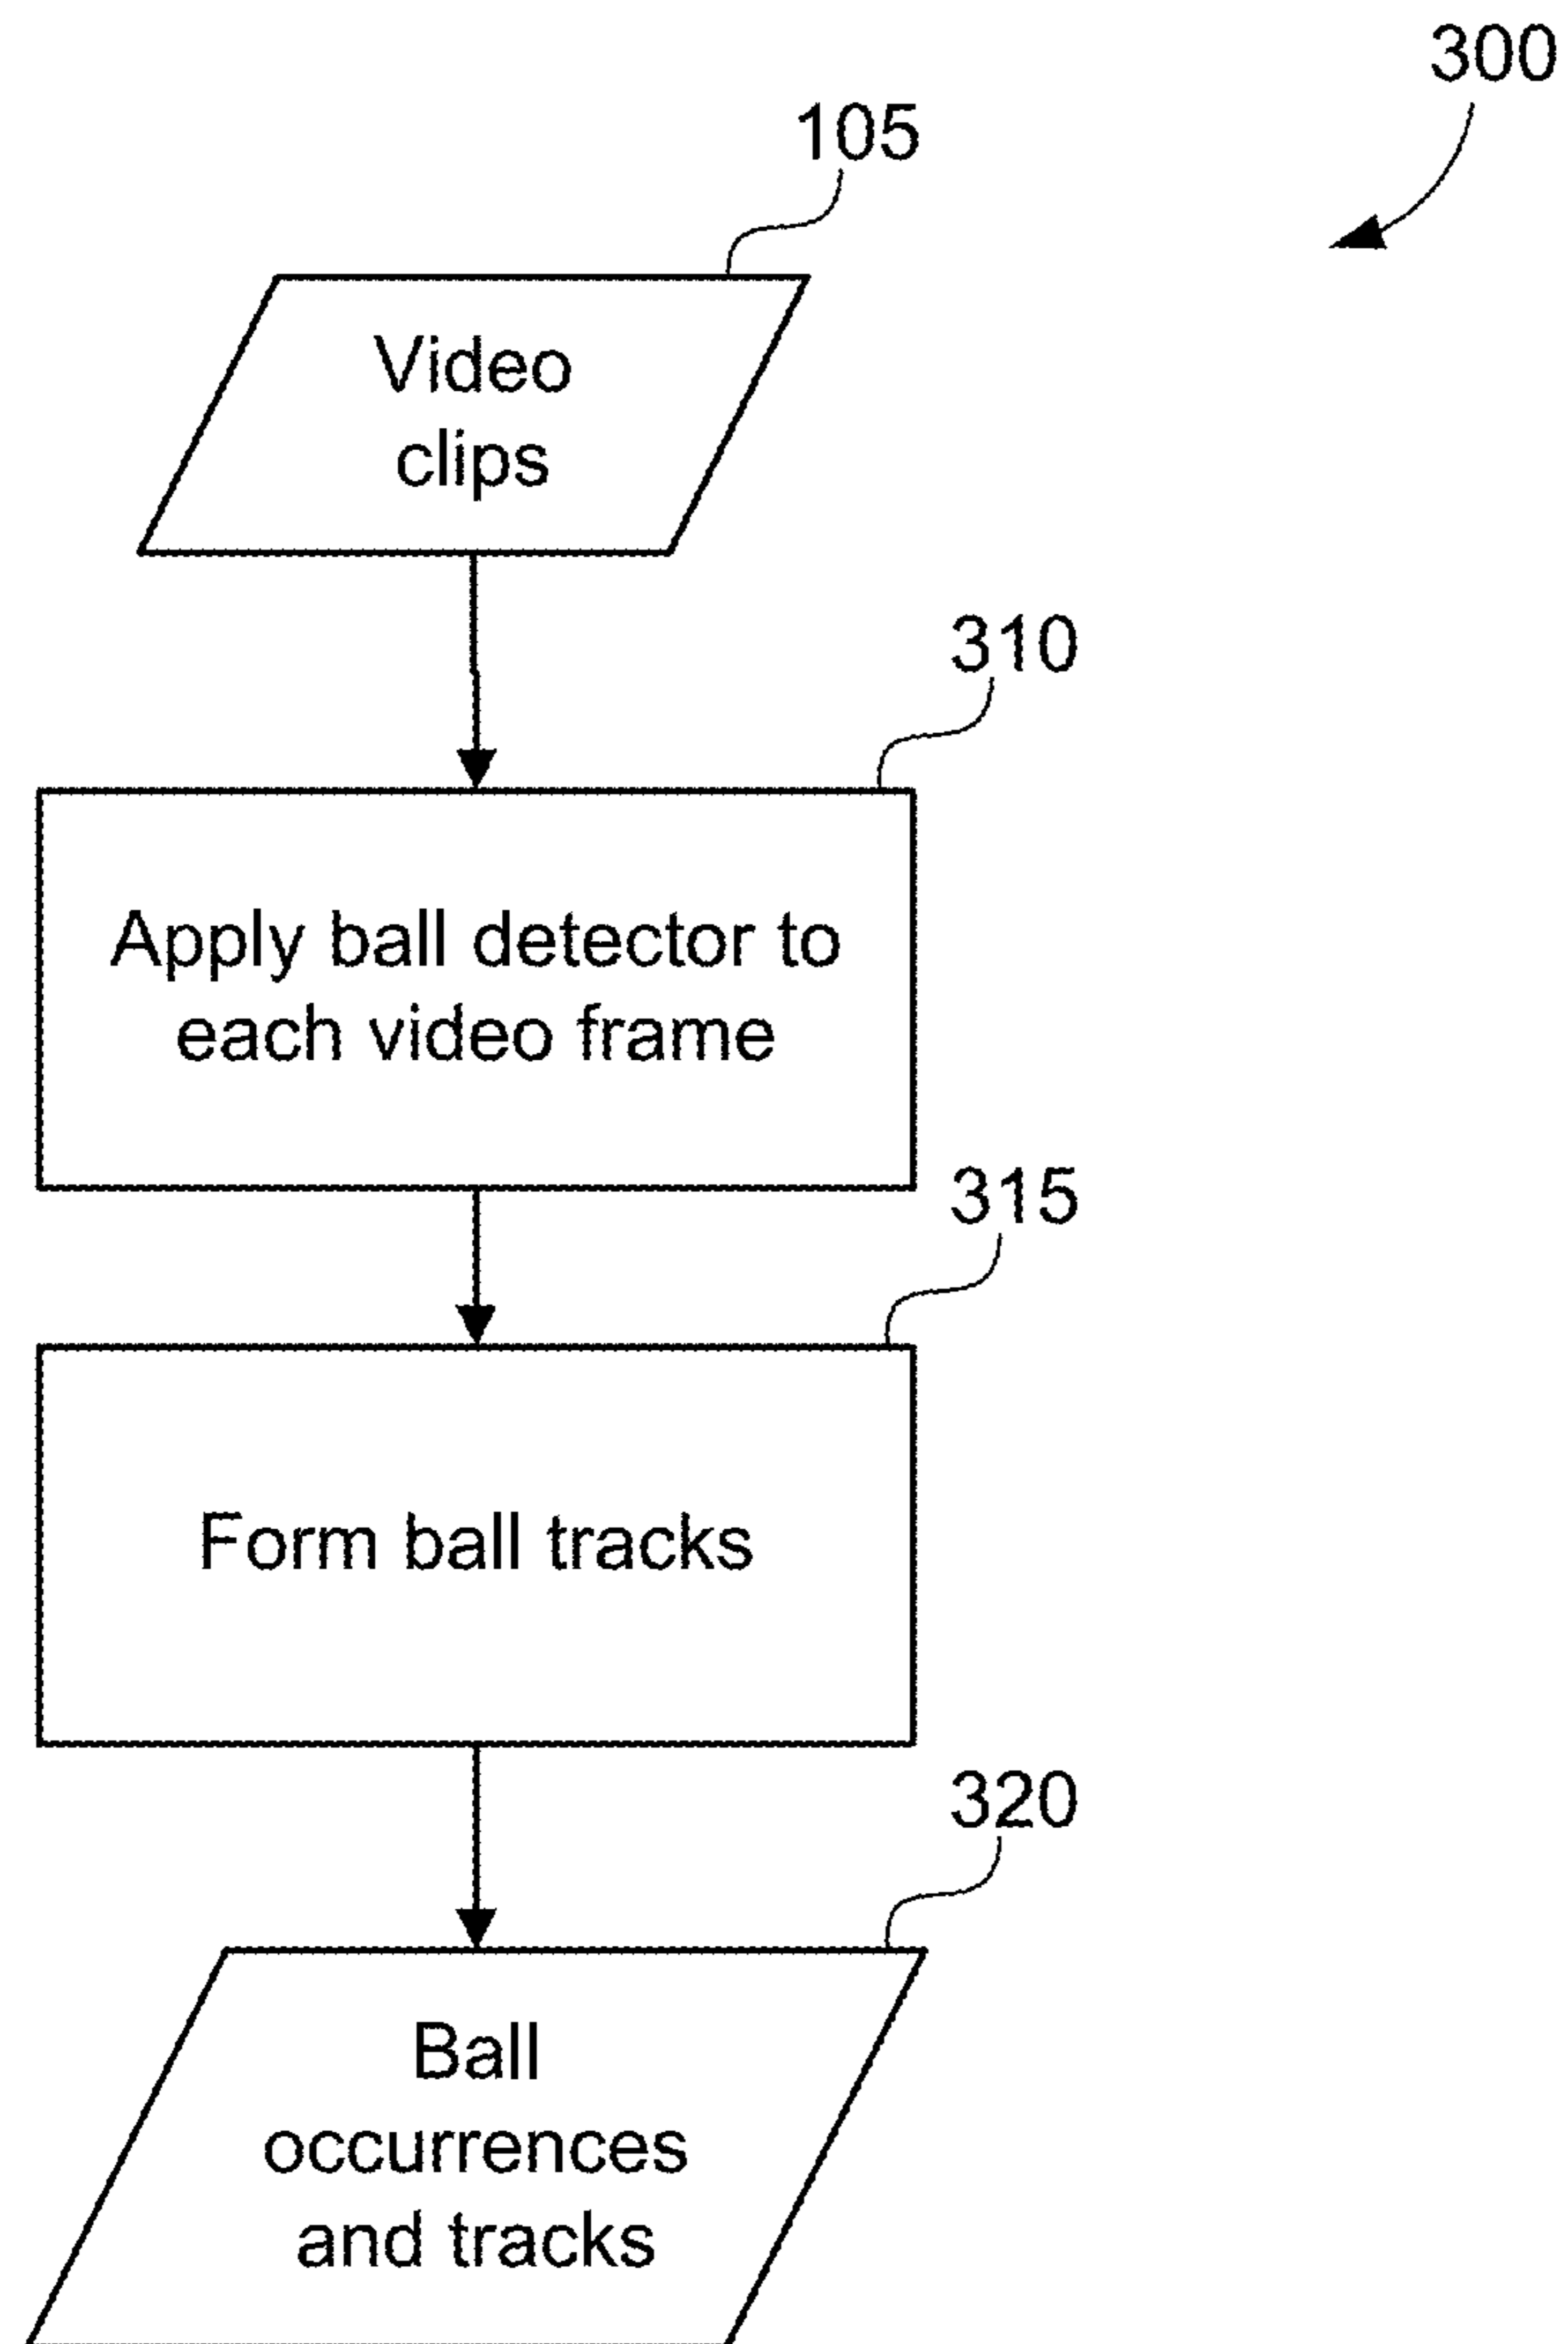 300
105
Video
clips
310
Apply ball detector to
each video frame
315
Form ball tracks
320
Ball
occurrences
and tracks